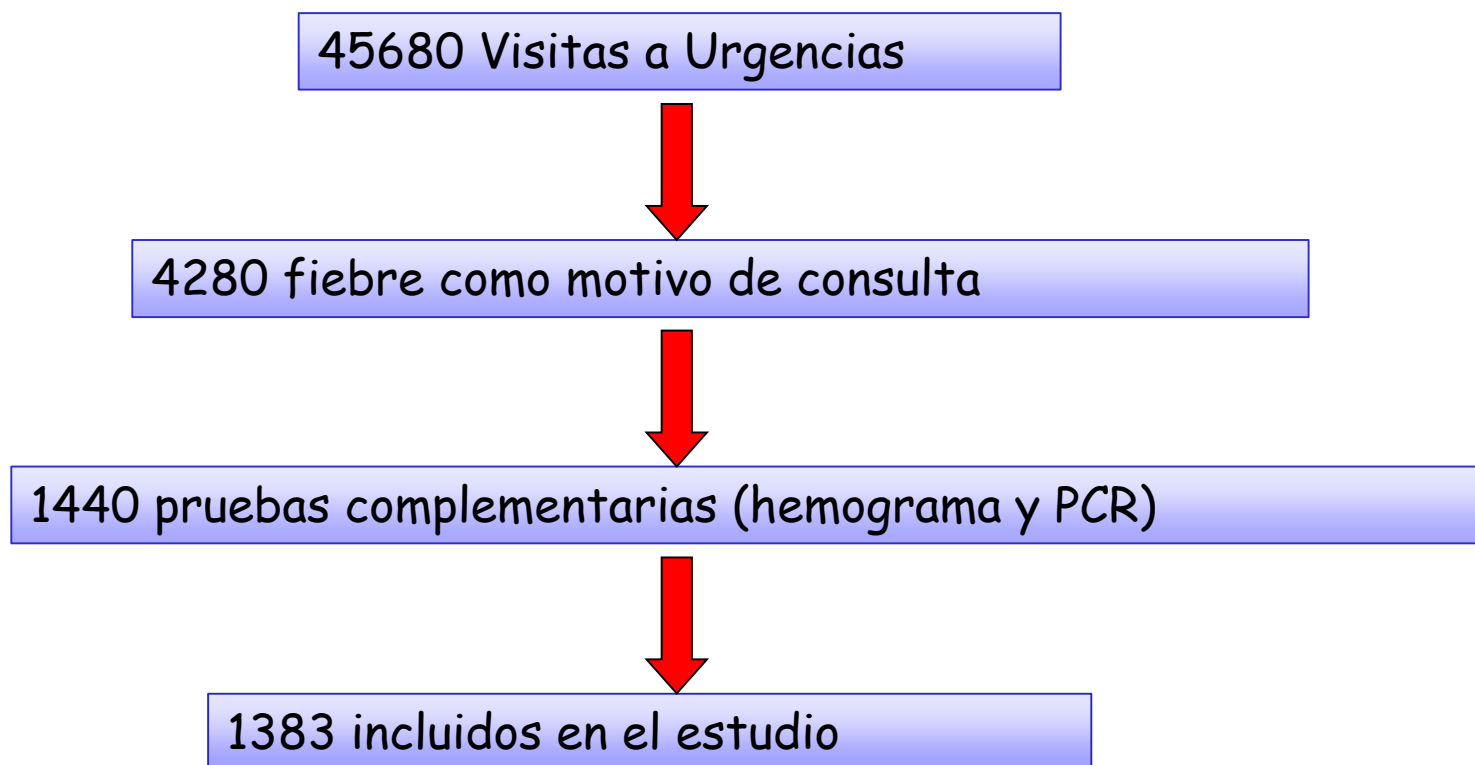 45680 Visitas a Urgencias
4280 fiebre como motivo de consulta
1440 pruebas complementarias (hemograma y PCR)
1383 incluidos en el estudio